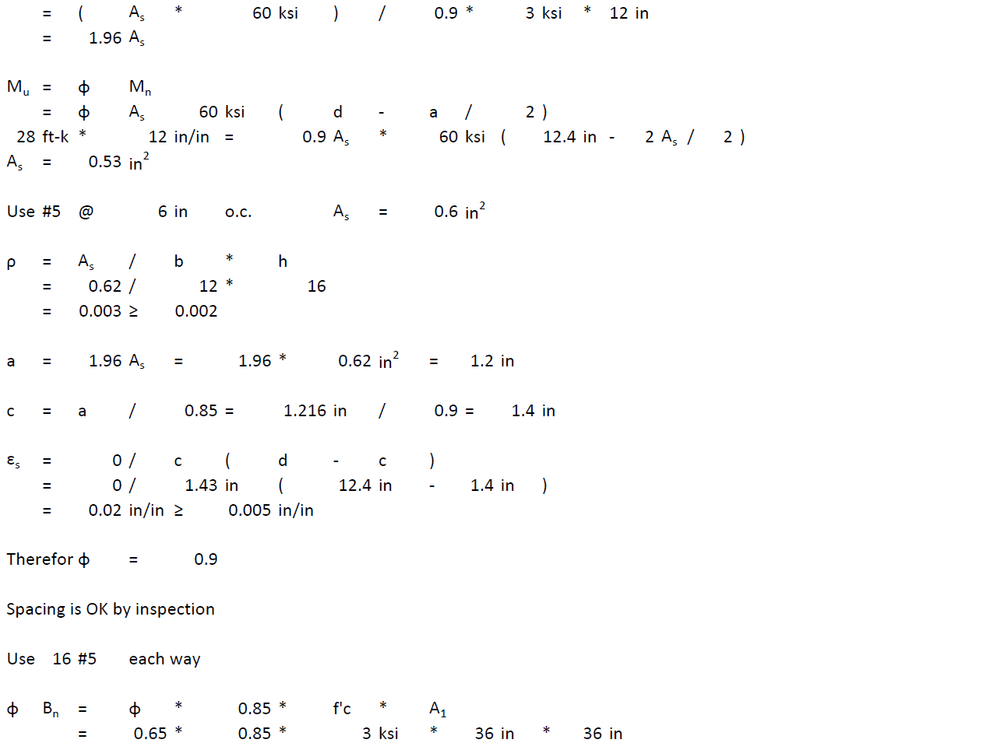 = ( As * 60 ksi ) / 0.9 * 3 ksi * 12 in
= 1.96 As
Mu = ϕ Mn
= ϕ As 60 ksi ( d - a / 2 )
28 ft-k * 12 in/in = 0.9 As * 60 ksi ( 12.4 in - 2 As / 2 )
As = 0.53 in²
Use #5 @ 6 in o.c. As = 0.6 in²
ρ = As / b * h
= 0.62 / 12 * 16
= 0.003 ≥ 0.002
a = 1.96 As = 1.96 * 0.62 in² = 1.2 in
c = a / 0.85 = 1.216 in / 0.9 = 1.4 in
εs = 0 / c ( d - c )
= 0 / 1.43 in ( 12.4 in - 1.4 in )
= 0.02 in/in ≥ 0.005 in/in
Therefor ϕ = 0.9
Spacing is OK by inspection
Use 16 #5 each way
ϕ Bn = ϕ * 0.85 * f'c * A1
= 0.65 * 0.85 * 3 ksi * 36 in * 36 in